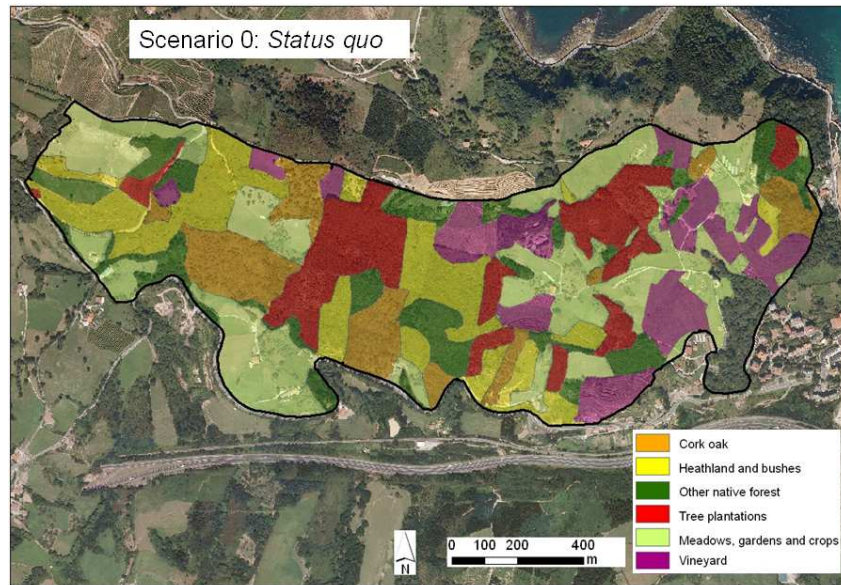 Scenario 0: Status quo
Cork oak
Heathland and bushes
Other native forest
Tree plantations
Meadows, gardens and crops
Vineyard
N
0 100 200 400
m